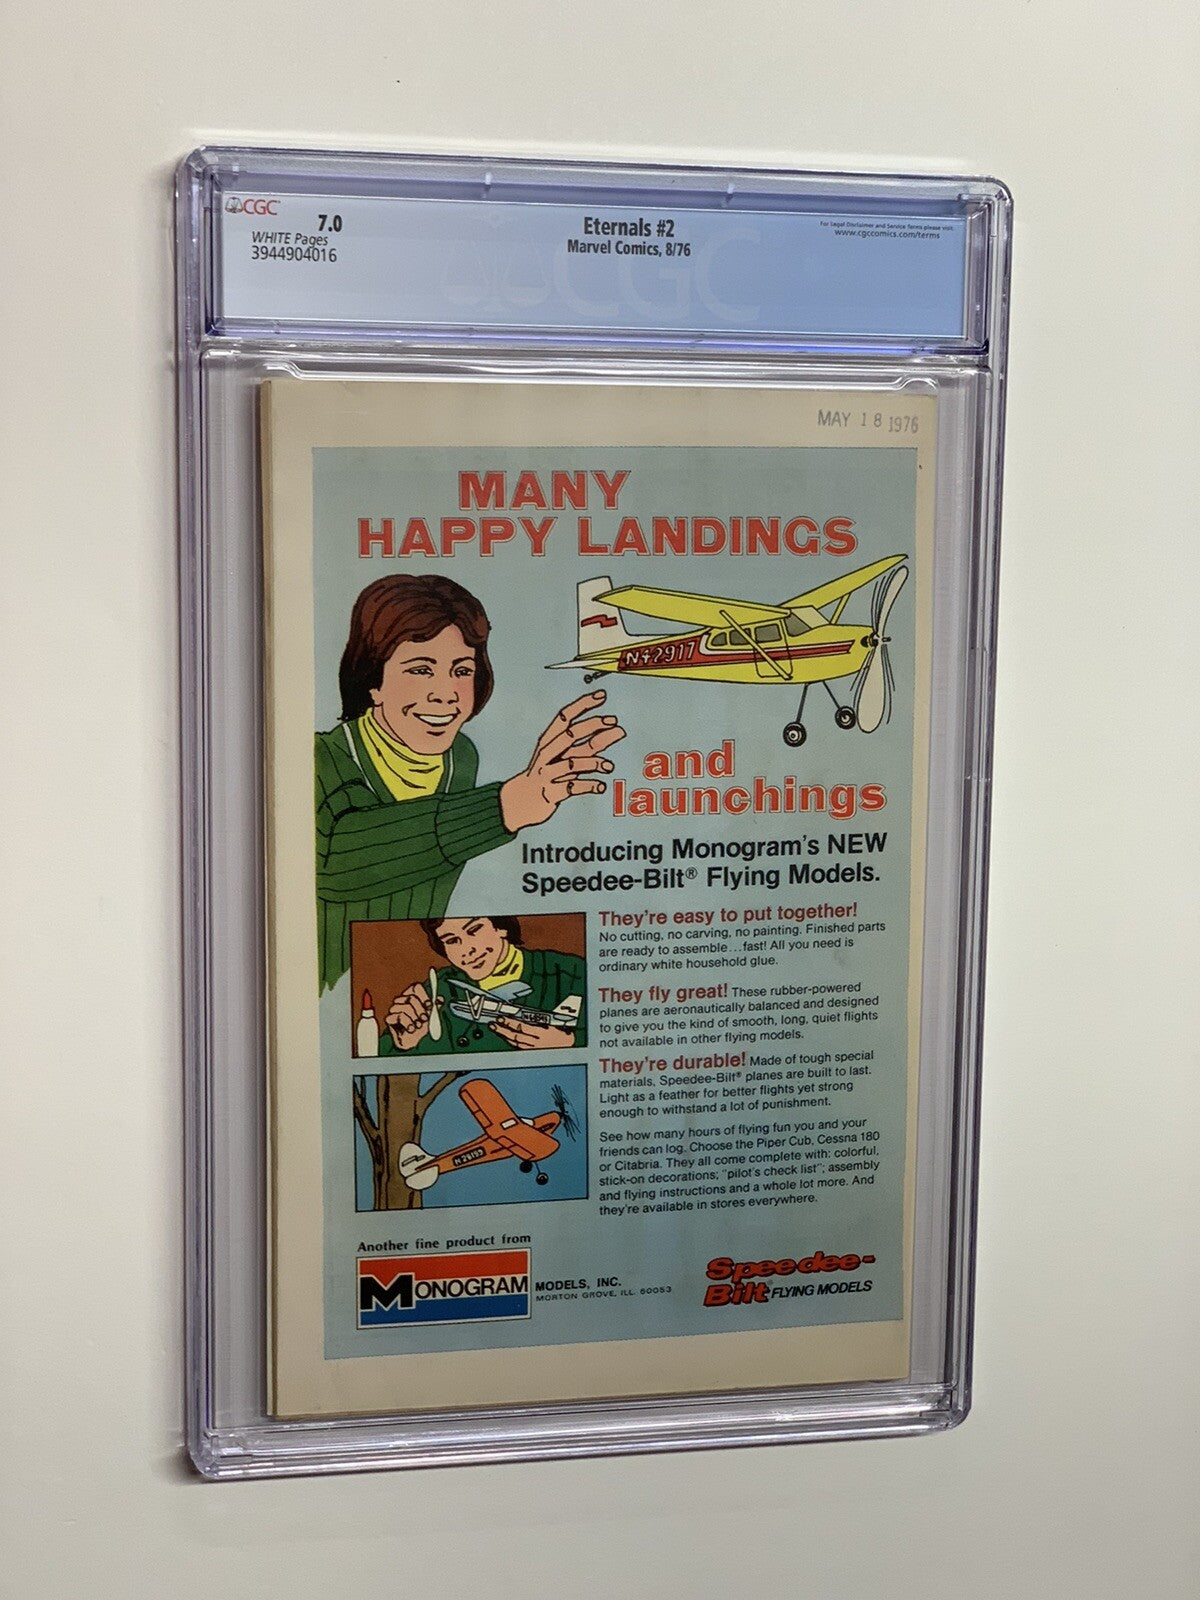 CGC
7.0
WHITE Pages
3944904016
Eternals #2
Marvel Comics, 8/76
For Legal Disclaimer and Service Terms please visit
www.cgccomics.com/terms
CGC
MAY 18 1976
MANY
HAPPY LANDINGS
N42917
and
launchings
Introducing Monogram's NEW
Speedee-Bilt® Flying Models.
They're easy to put together!
No cutting, no carving, no painting. Finished parts
are ready to assemble...fast! All you need is
ordinary white household glue.
They fly great! These rubber-powered
planes are aeronautically balanced and designed
to give you the kind of smooth, long, quiet flights
not available in other flying models.
They're durable! Made of tough special
materials, Speedee-Bilt® planes are built to last.
Light as a feather for better flights yet strong
enough to withstand a lot of punishment.
N26193
See how many hours of flying fun you and your
friends can log. Choose the Piper Cub, Cessna 180
or Citabria. They all come complete with: colorful,
stick-on decorations; "pilot's check list"; assembly
and flying instructions and a whole lot more. And
they're available in stores everywhere.
Another fine product from
MONOGRAM MODELS, INC.
MORTON GROVE, ILL. 60053
Speedee-
Bilt FLYING MODELS